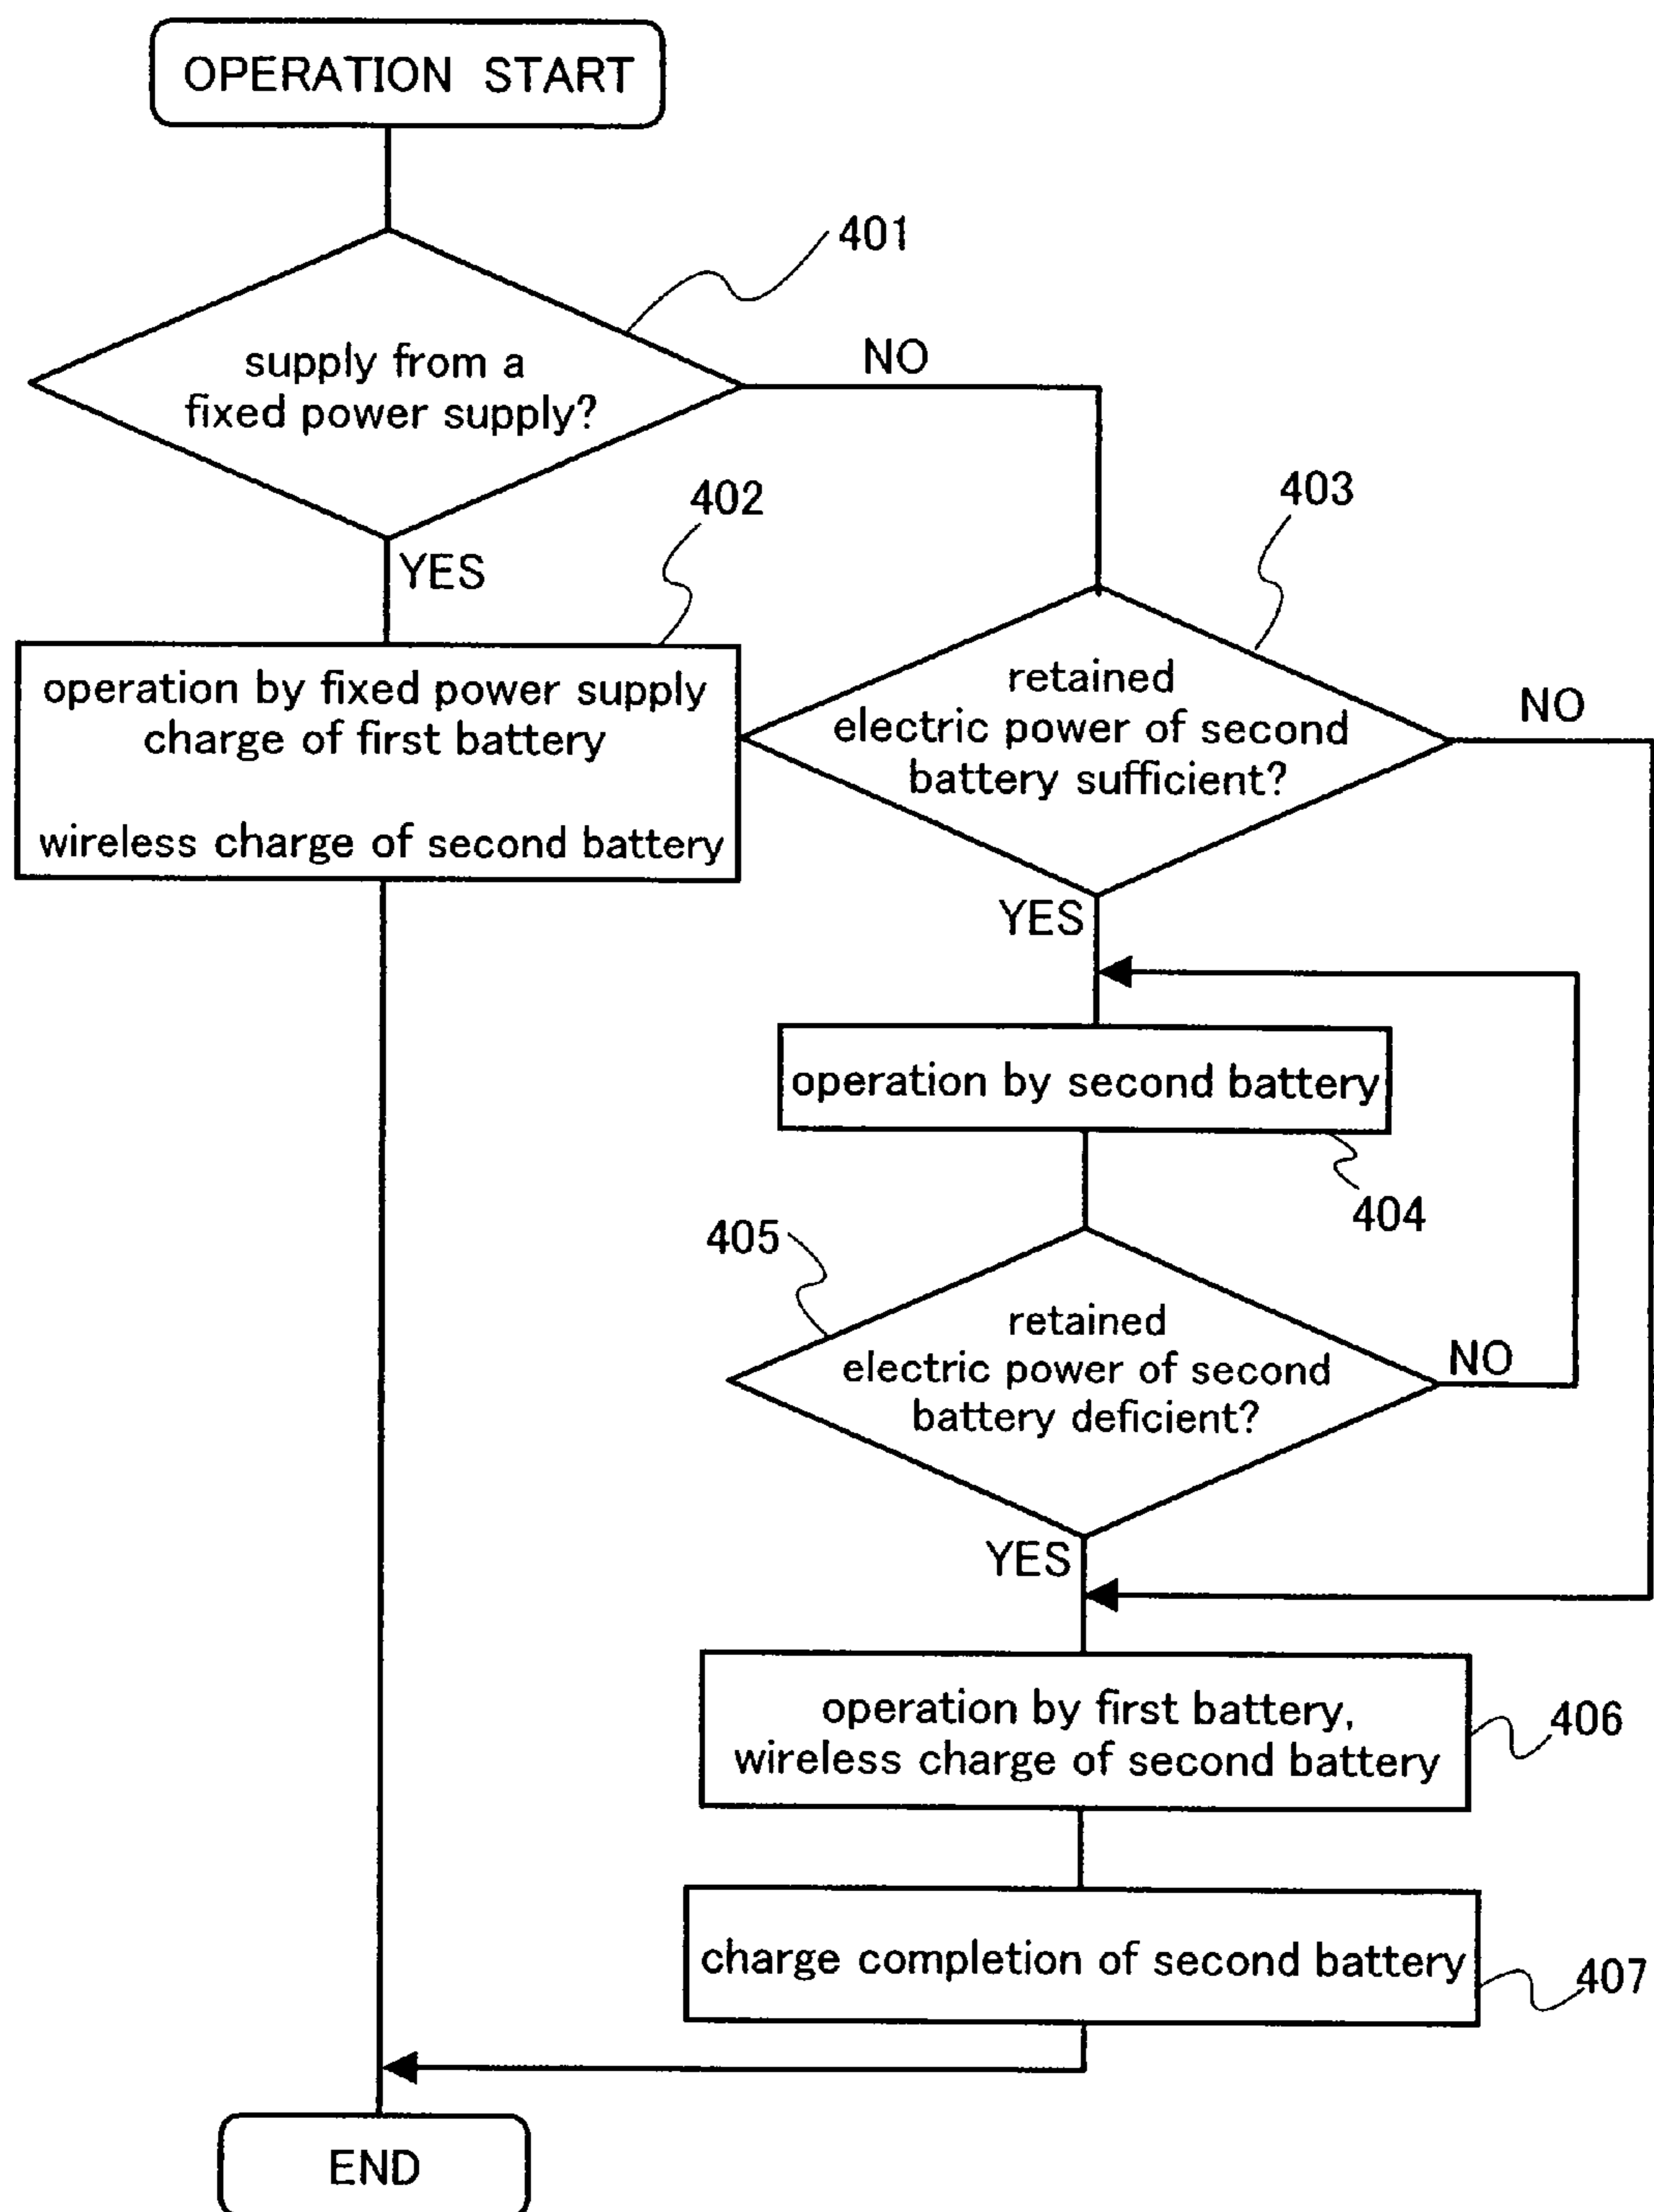 OPERATION START
401
supply from a
fixed power supply?
NO
YES
402
operation by fixed power supply
charge of first battery
wireless charge of second battery
403
retained
electric power of second
battery sufficient?
NO
YES
operation by second battery
404
405
retained
electric power of second
battery deficient?
NO
YES
operation by first battery,
wireless charge of second battery
406
charge completion of second battery
407
END